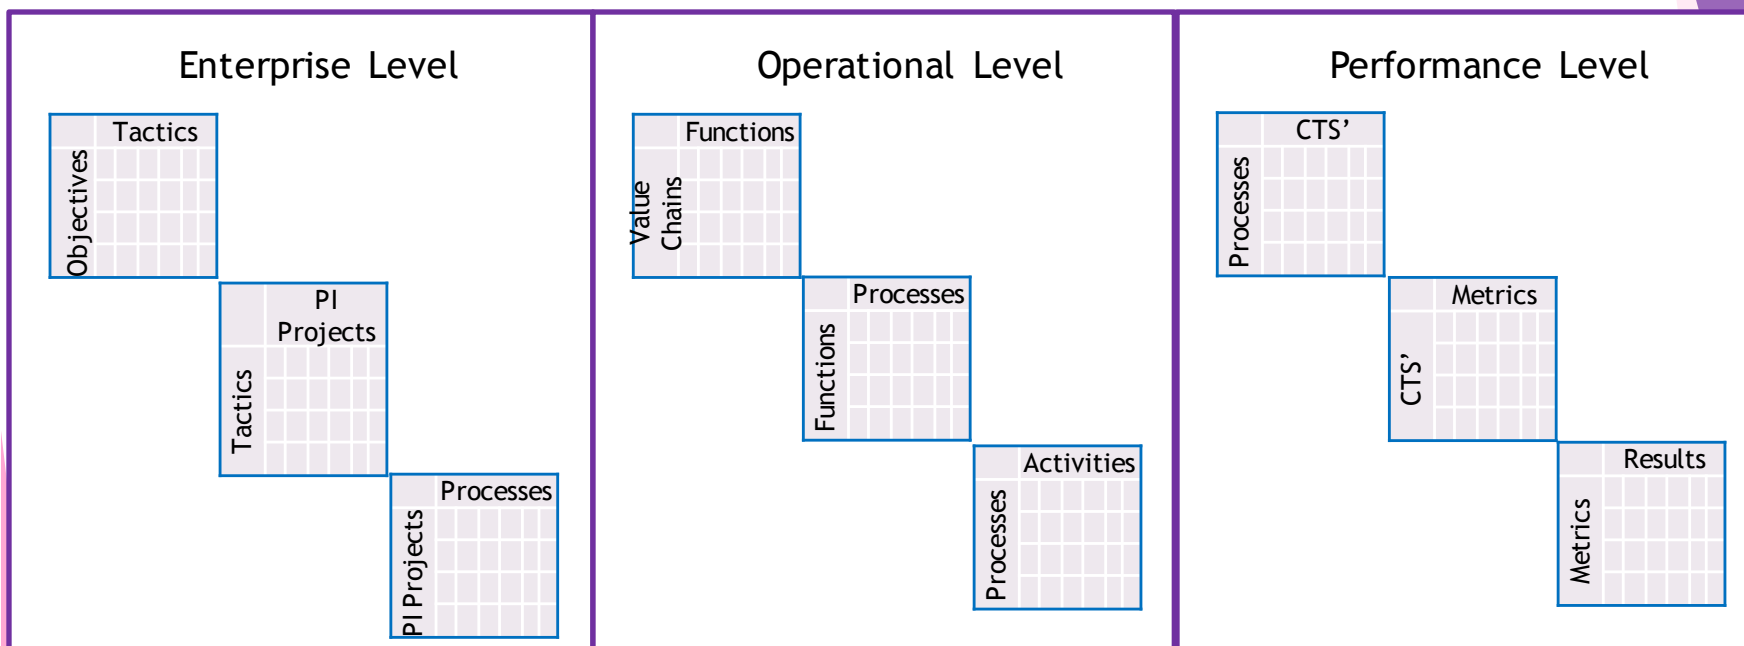 Enterprise Level
Tactics
Objectives
PI
Projects
Tactics
Processes
PI Projects
Operational Level
Functions
Value
Chains
Processes
Functions
Activities
Processes
Performance Level
CTS’
Processes
Metrics
CTS’
Results
Metrics